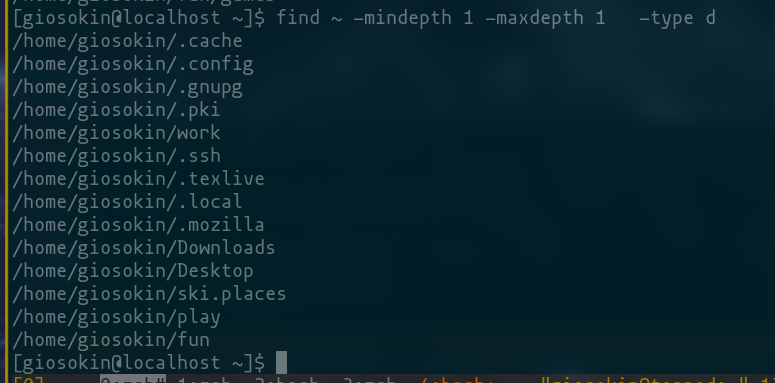 [giosokin@localhost ~]$ find ~ -mindepth 1 -maxdepth 1   -type d
/home/giosokin/.cache
/home/giosokin/.config
/home/giosokin/.gnupg
/home/giosokin/.pki
/home/giosokin/work
/home/giosokin/.ssh
/home/giosokin/.texlive
/home/giosokin/.local
/home/giosokin/.mozilla
/home/giosokin/Downloads
/home/giosokin/Desktop
/home/giosokin/ski.places
/home/giosokin/play
/home/giosokin/fun
[giosokin@localhost ~]$